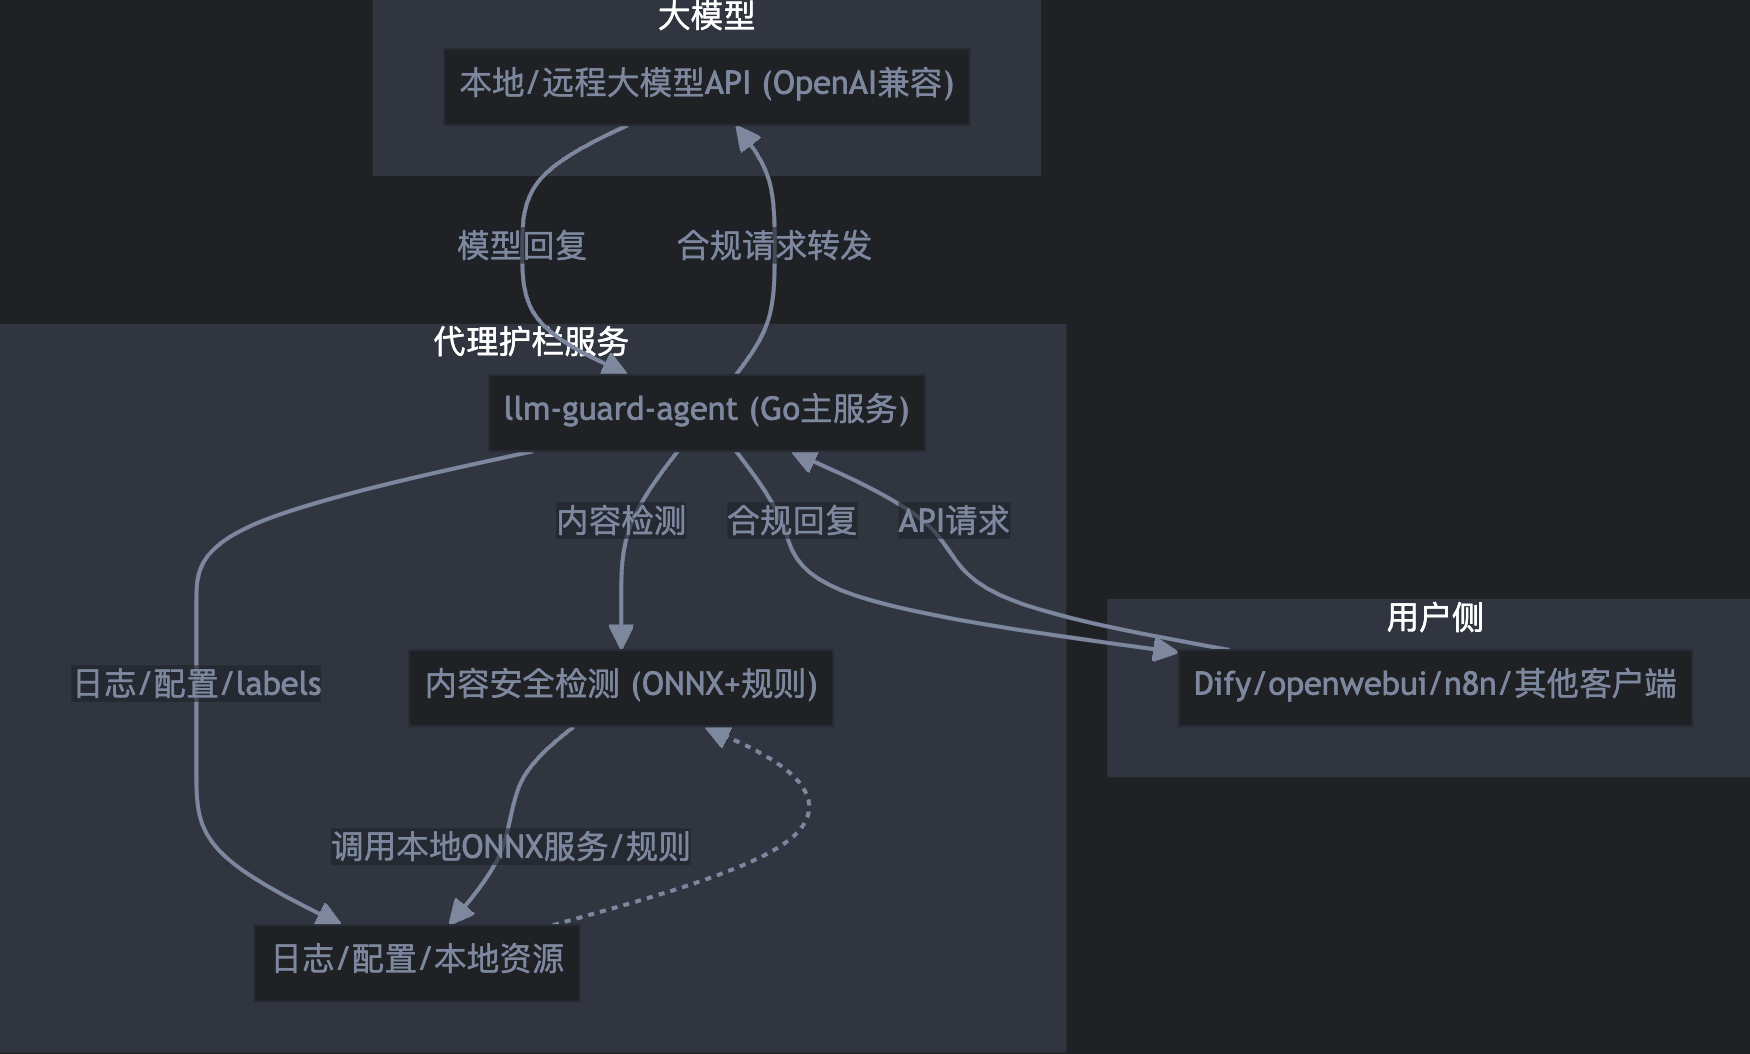 大模型
本地/远程大模型API (OpenAI兼容)
模型回复
合规请求转发
代理护栏服务
llm-guard-agent (Go主服务)
内容检测
合规回复
API请求
用户侧
日志/配置/labels
内容安全检测 (ONNX+规则)
Dify/openwebui/n8n/其他客户端
调用本地ONNX服务/规则
日志/配置/本地资源